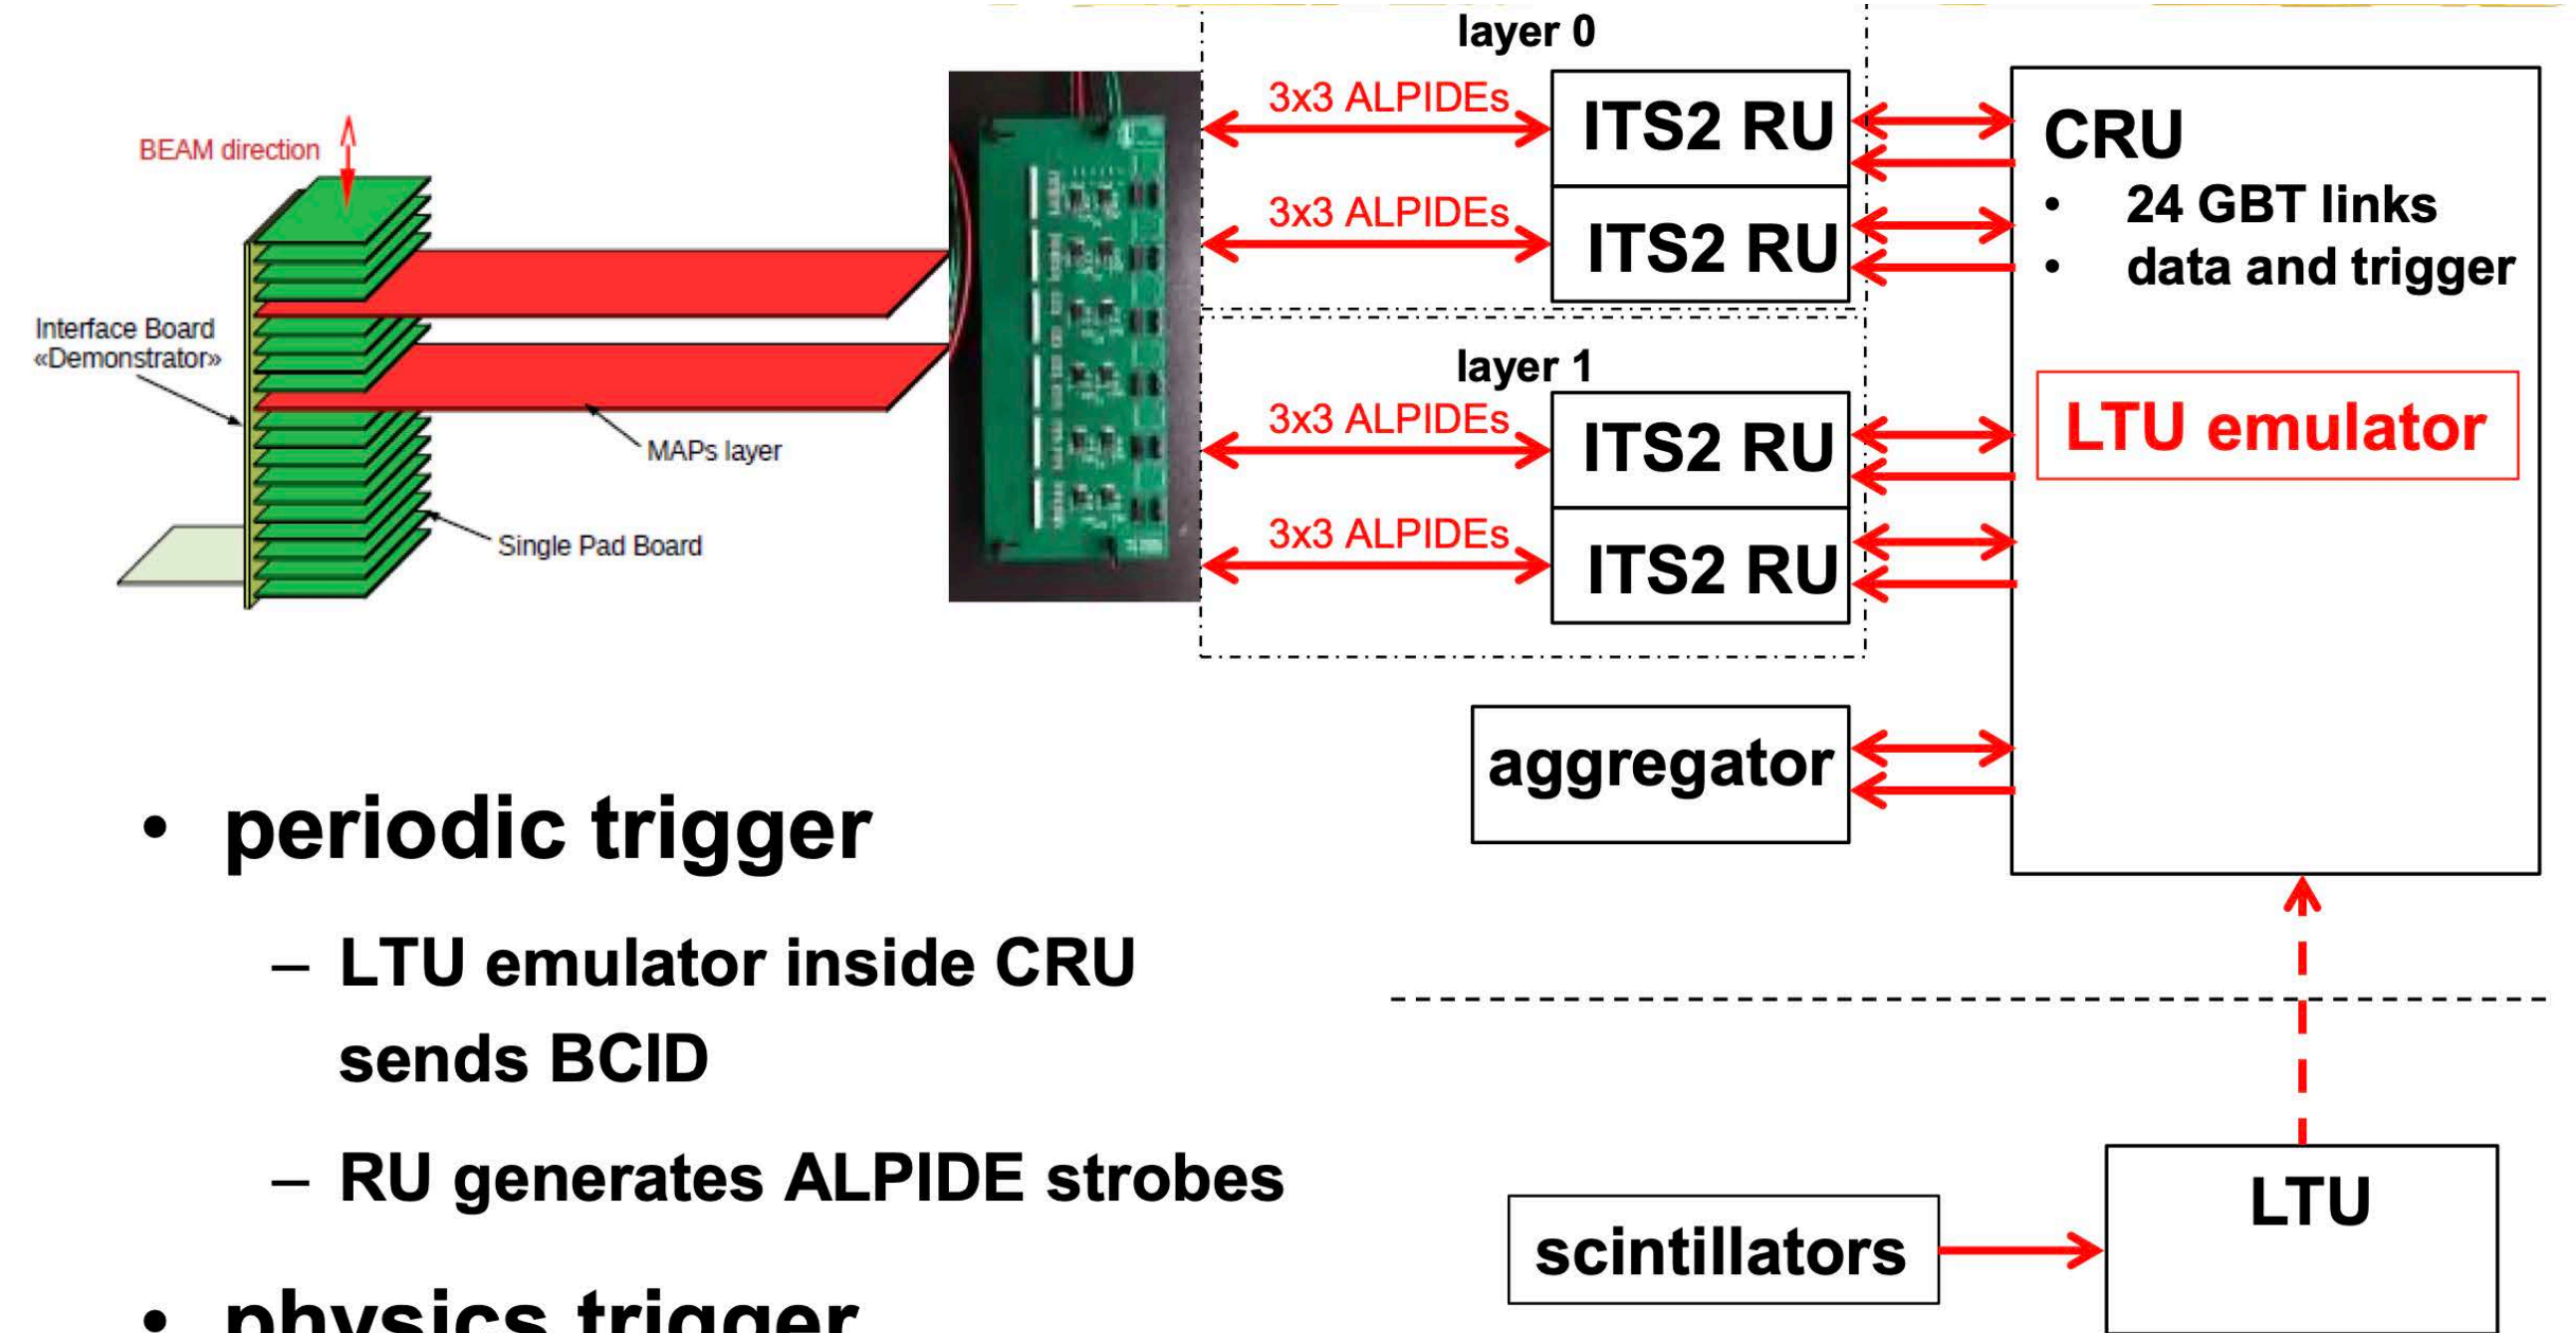 BEAM direction
Interface Board
«Demonstrator»
MAPs layer
Single Pad Board
layer 0
3x3 ALPIDEs
ITS2 RU
3x3 ALPIDEs
ITS2 RU
layer 1
3x3 ALPIDEs
ITS2 RU
3x3 ALPIDEs
ITS2 RU
aggregator
CRU
• 24 GBT links
• data and trigger
LTU emulator
• periodic trigger
– LTU emulator inside CRU
sends BCID
– RU generates ALPIDE strobes
• physics trigger
scintillators
LTU